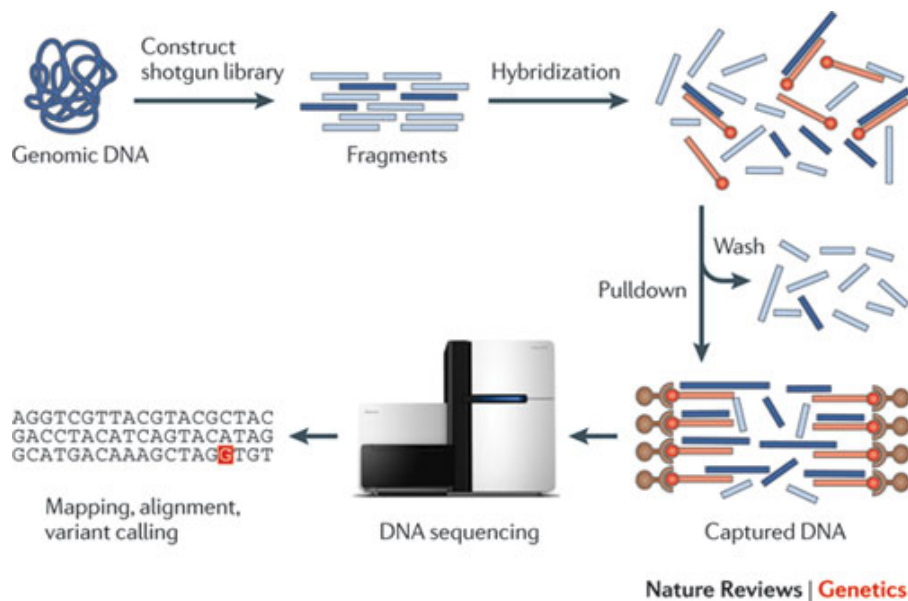 Construct
shotgun library
Hybridization
Genomic DNA
Fragments
Wash
Pulldown
AGGTCGTTACGTACGCTAC
GACCTACATCAGTACATAG
GCATGACAAAGCTAGGTGT
Mapping, alignment,
variant calling
DNA sequencing
Captured DNA
Nature Reviews | Genetics